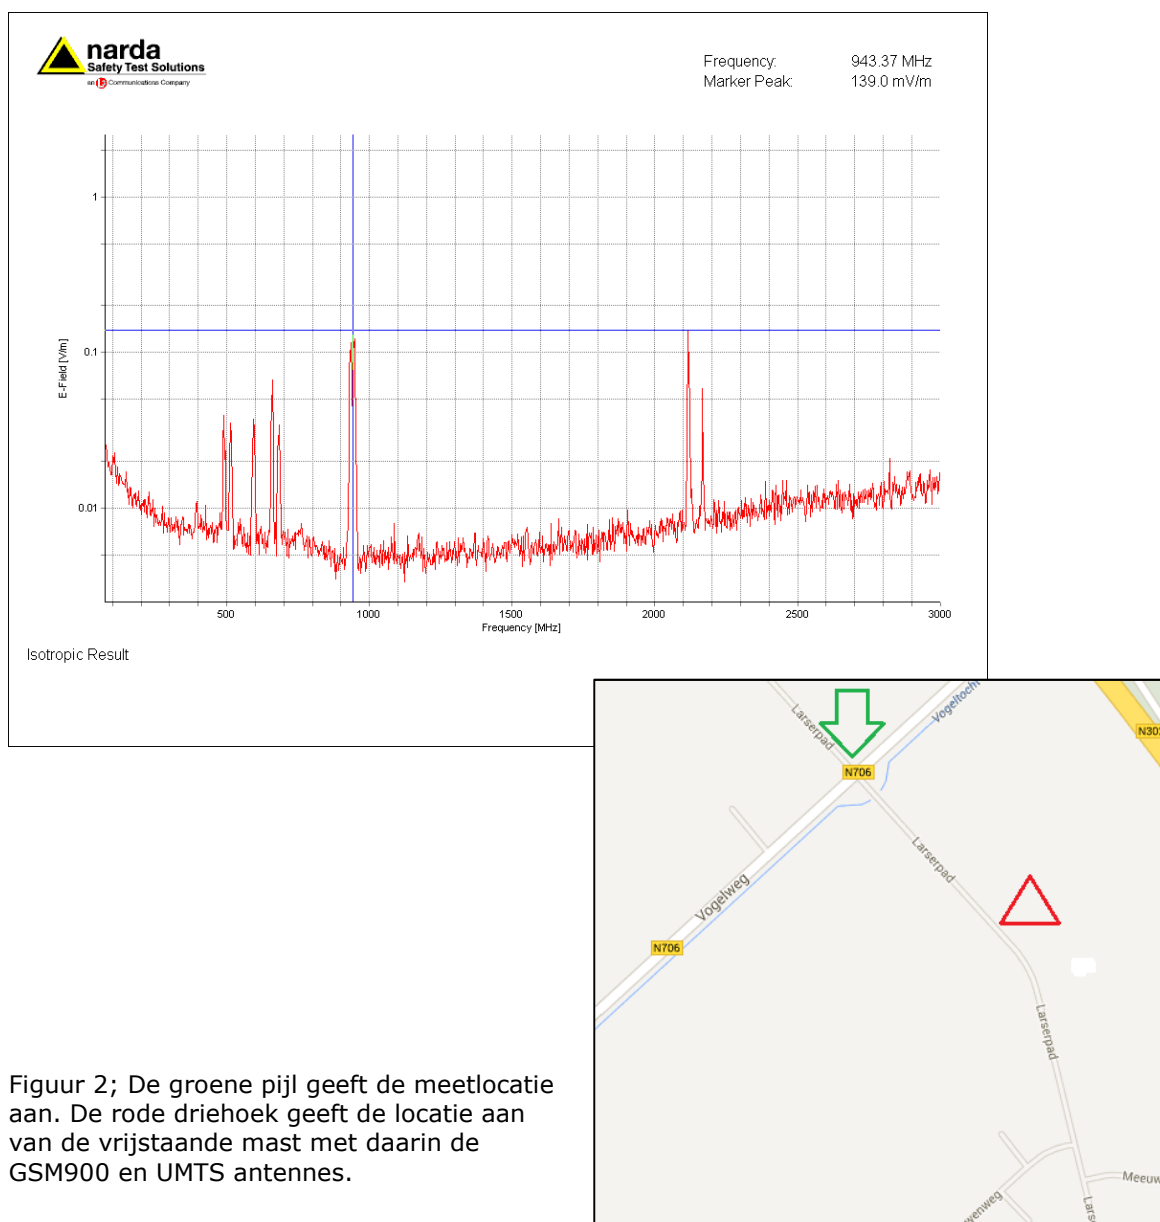 narda
Safety Test Solutions
an L3 Communications Company
Frequency: 943.37 MHz
Marker Peak: 139.0 mV/m
1
0.1
0.01
E-Field [V/m]
500 1000 1500 2000 2500 3000
Frequency [MHz]
Isotropic Result
Larserpad
Vogeltocht
N302
N706
Larserpad
Vogelweg
N706
Larserpad
Meeuw
wenweg
Lars
Figuur 2; De groene pijl geeft de meetlocatie
aan. De rode driehoek geeft de locatie aan
van de vrijstaande mast met daarin de
GSM900 en UMTS antennes.